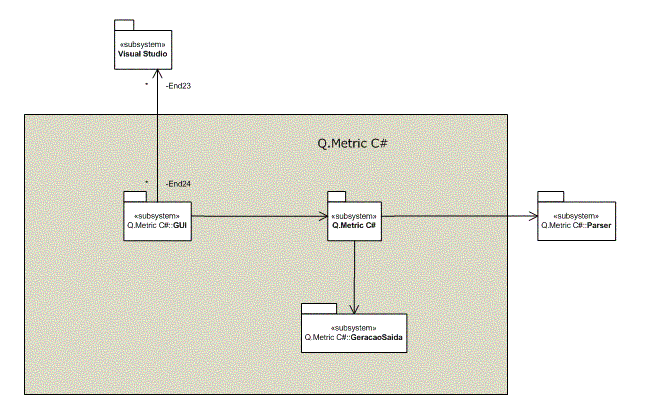 «subsystem»
Visual Studio
*
-End23
Q.Metric C#
*
-End24
«subsystem»
Q.Metric C#::GUI
«subsystem»
Q.Metric C#
«subsystem»
Q.Metric C#::Parser
«subsystem»
Q.Metric C#::GeracaoSaida